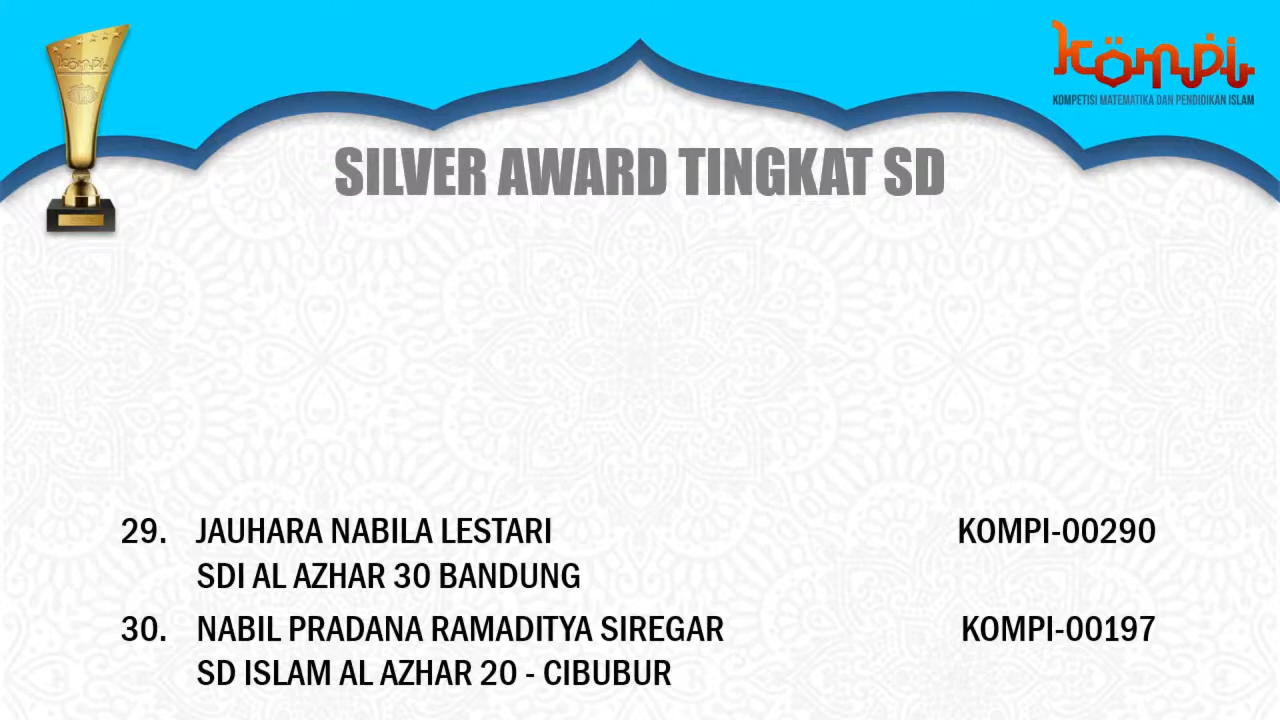 kömpi
KOMPETISI MATEMATIKA DAN PENDIDIKAN ISLAM
SILVER AWARD TINGKAT SD
29. JAUHARA NABILA LESTARI KOMPI-00290
SDI AL AZHAR 30 BANDUNG
30. NABIL PRADANA RAMADITYA SIREGAR KOMPI-00197
SD ISLAM AL AZHAR 20 - CIBUBUR